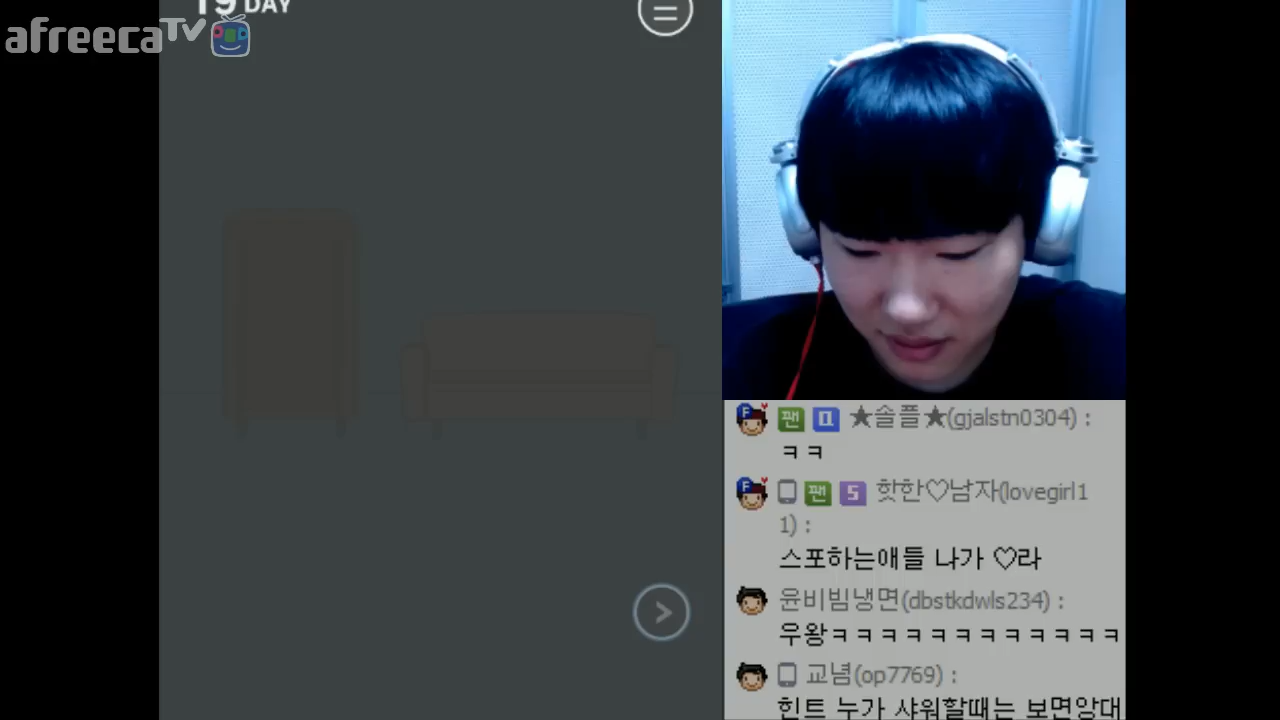 19 DAY
afreecaTV
팬 ★솔플★(gjalstn0304) :
ㅋㅋ
팬 5 핫한♡남자(lovegirl1
1) :
스포하는애들 나가 ♡라
윤비빔냉면(dbstkdwls234) :
우왕ㅋㅋㅋㅋㅋㅋㅋㅋㅋㅋㅋㅋ
교념(op7769) :
힌트 누가 샤워할때는 보면앙대